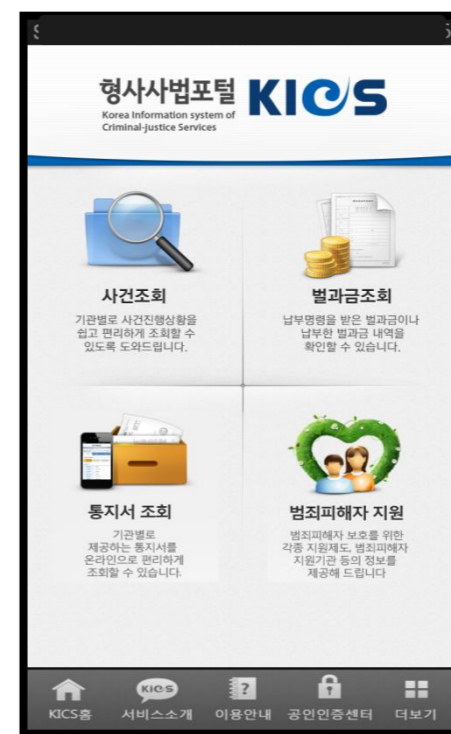 형사사법포털 KICS
Korea Information system of
Criminal-Justice Services
사건조회
기관별로 사건진행상황을
쉽고 편리하게 조회할 수
있도록 도와드립니다.
벌과금조회
납부명령을 받은 벌과금이나
납부한 벌과금 내역을
확인할 수 있습니다.
통지서 조회
기관별로
제공하는 통지서를
온라인으로 편리하게
조회할 수 있습니다.
범죄피해자 지원
범죄피해자 보호를 위한
각종 지원제도, 범죄피해자
지원기관 등의 정보를
제공해 드립니다
KICS
KICS홈 서비스소개 이용안내 공인인증센터 더보기